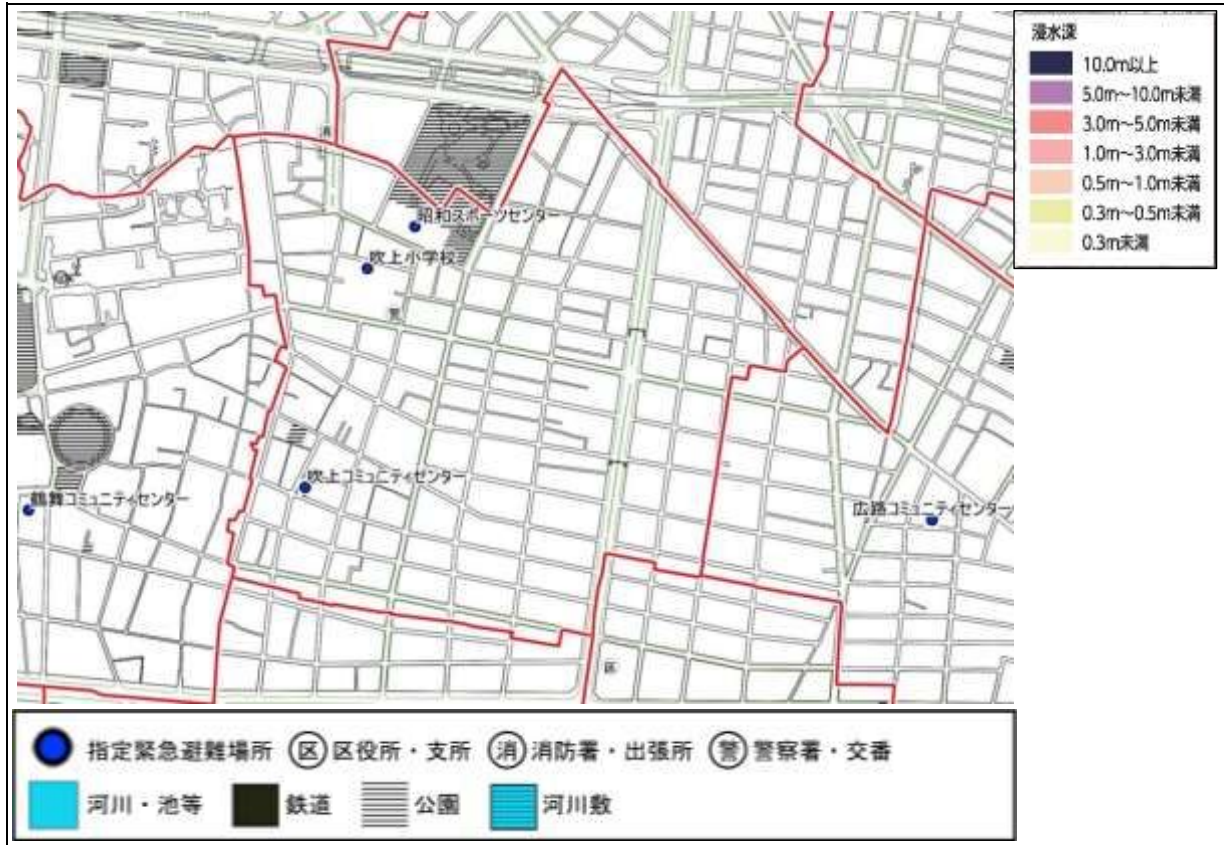 浸水深
10.0m以上
5.0m～10.0m未満
3.0m～5.0m未満
1.0m～3.0m未満
0.5m～1.0m未満
0.3m～0.5m未満
0.3m未満
消
昭和スポーツセンター
吹上小学校
警
吹上コミュニティセンター
鶴舞コミュニティセンター
広路コミュニティセンター
区
指定緊急避難場所 区 区役所・支所 消 消防署・出張所 警 警察署・交番
河川・池等 鉄道 公園 河川敷